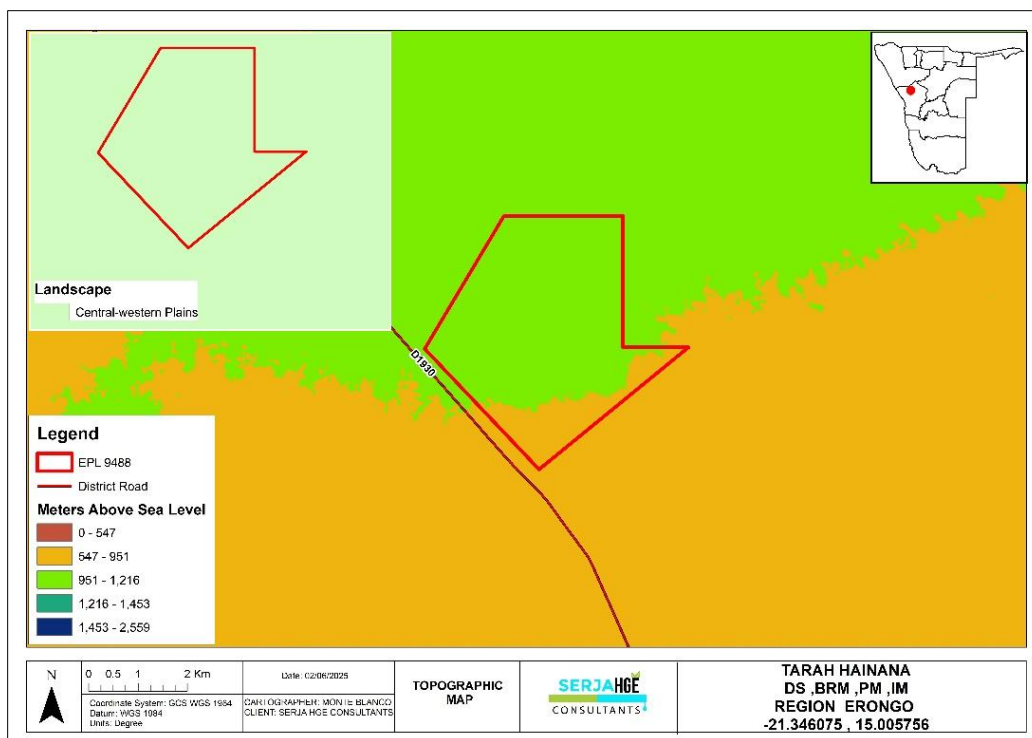 Landscape
Central-western Plains
D1930
Legend
EPL 9488
District Road
Meters Above Sea Level
0 - 547
547 - 951
951 - 1,216
1,216 - 1,453
1,453 - 2,559
N
0 0.5 1 2 Km
Coordinate System: GCS WGS 1984
Datum: WGS 1984
Units: Degree
Date: 02/06/2025
CARTOGRAPHER: MONTE BLANCO
CLIENT: SERJA HGE CONSULTANTS
TOPOGRAPHIC
MAP
SERJA HGE
CONSULTANTS
TARAH HAINANA
DS ,BRM ,PM ,IM
REGION ERONGO
-21.346075 , 15.005756